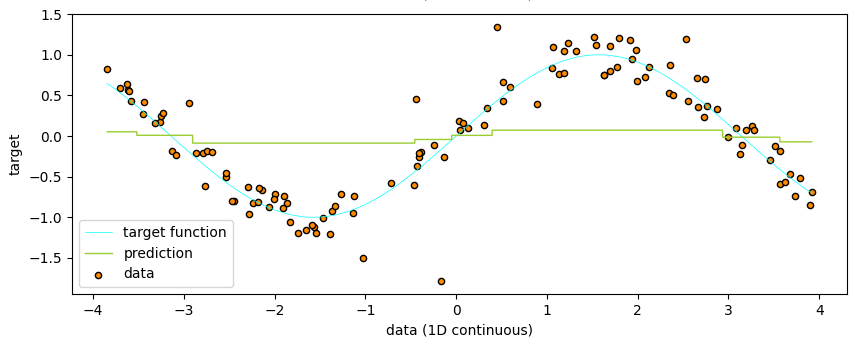 1.5
1.0
0.5
0.0
−0.5
−1.0
−1.5
target
target function
prediction
data
−4 −3 −2 −1 0 1 2 3 4
data (1D continuous)